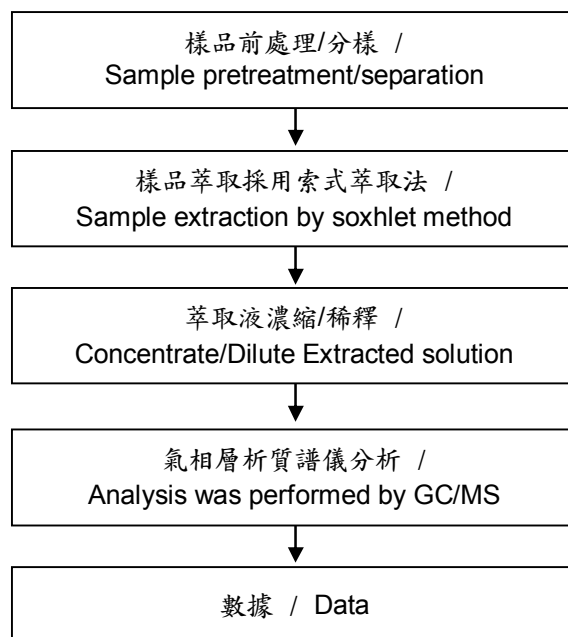 樣品前處理/分樣 /
Sample pretreatment/separation
樣品萃取採用索式萃取法 /
Sample extraction by soxhlet method
萃取液濃縮/稀釋 /
Concentrate/Dilute Extracted solution
氣相層析質譜儀分析 /
Analysis was performed by GC/MS
數據 / Data